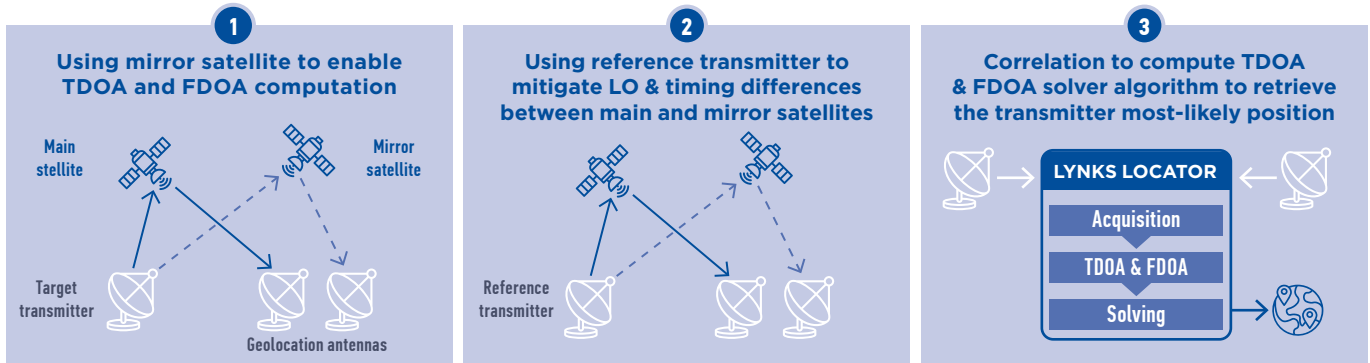 1
Using mirror satellite to enable
TDOA and FDOA computation
Main
stellite
Mirror
satellite
Target
transmitter
Geolocation antennas
2
Using reference transmitter to
mitigate LO & timing differences
between main and mirror satellites
Reference
transmitter
3
Correlation to compute TDOA
& FDOA solver algorithm to retrieve
the transmitter most-likely position
LYNKS LOCATOR
Acquisition
TDOA & FDOA
Solving